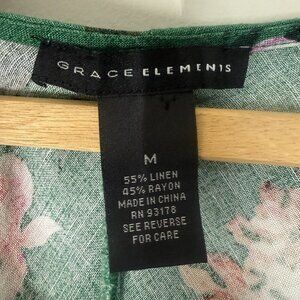 GRACE ELEMENTS
M
55% LINEN
45% RAYON
MADE IN CHINA
RN 93178
SEE REVERSE
FOR CARE